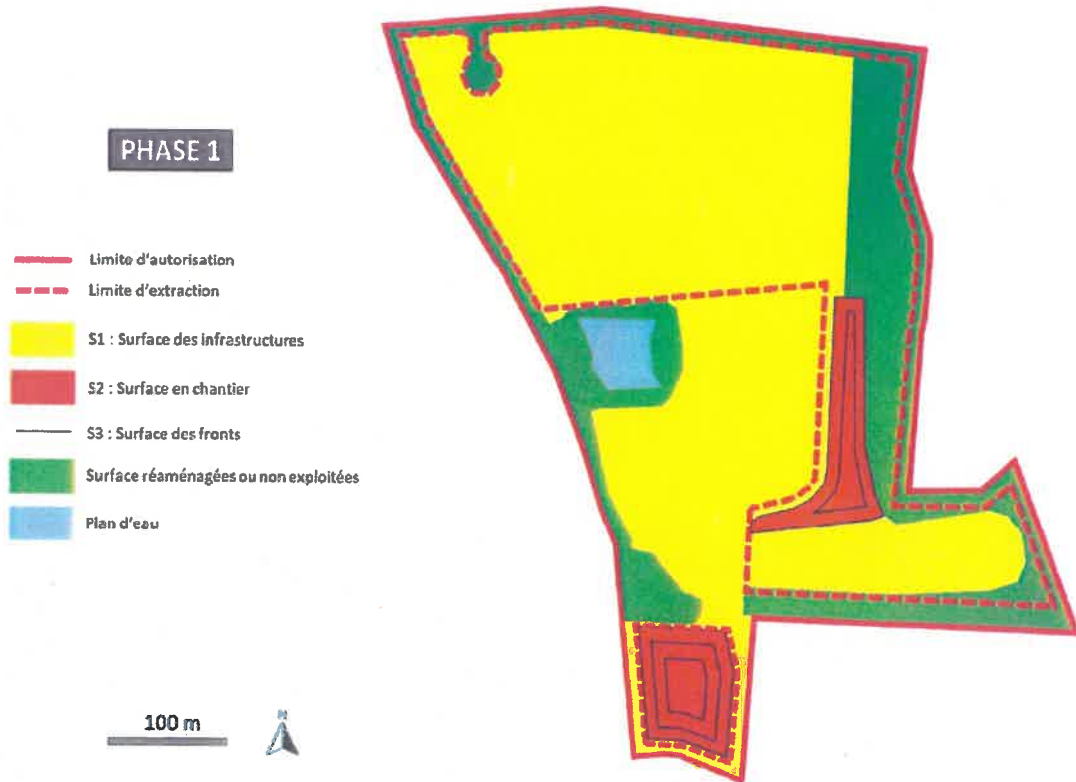 PHASE 1
Limite d'autorisation
Limite d'extraction
S1 : Surface des infrastructures
S2 : Surface en chantier
S3 : Surface des fronts
Surface réaménagées ou non exploitées
Plan d'eau
100 m
N